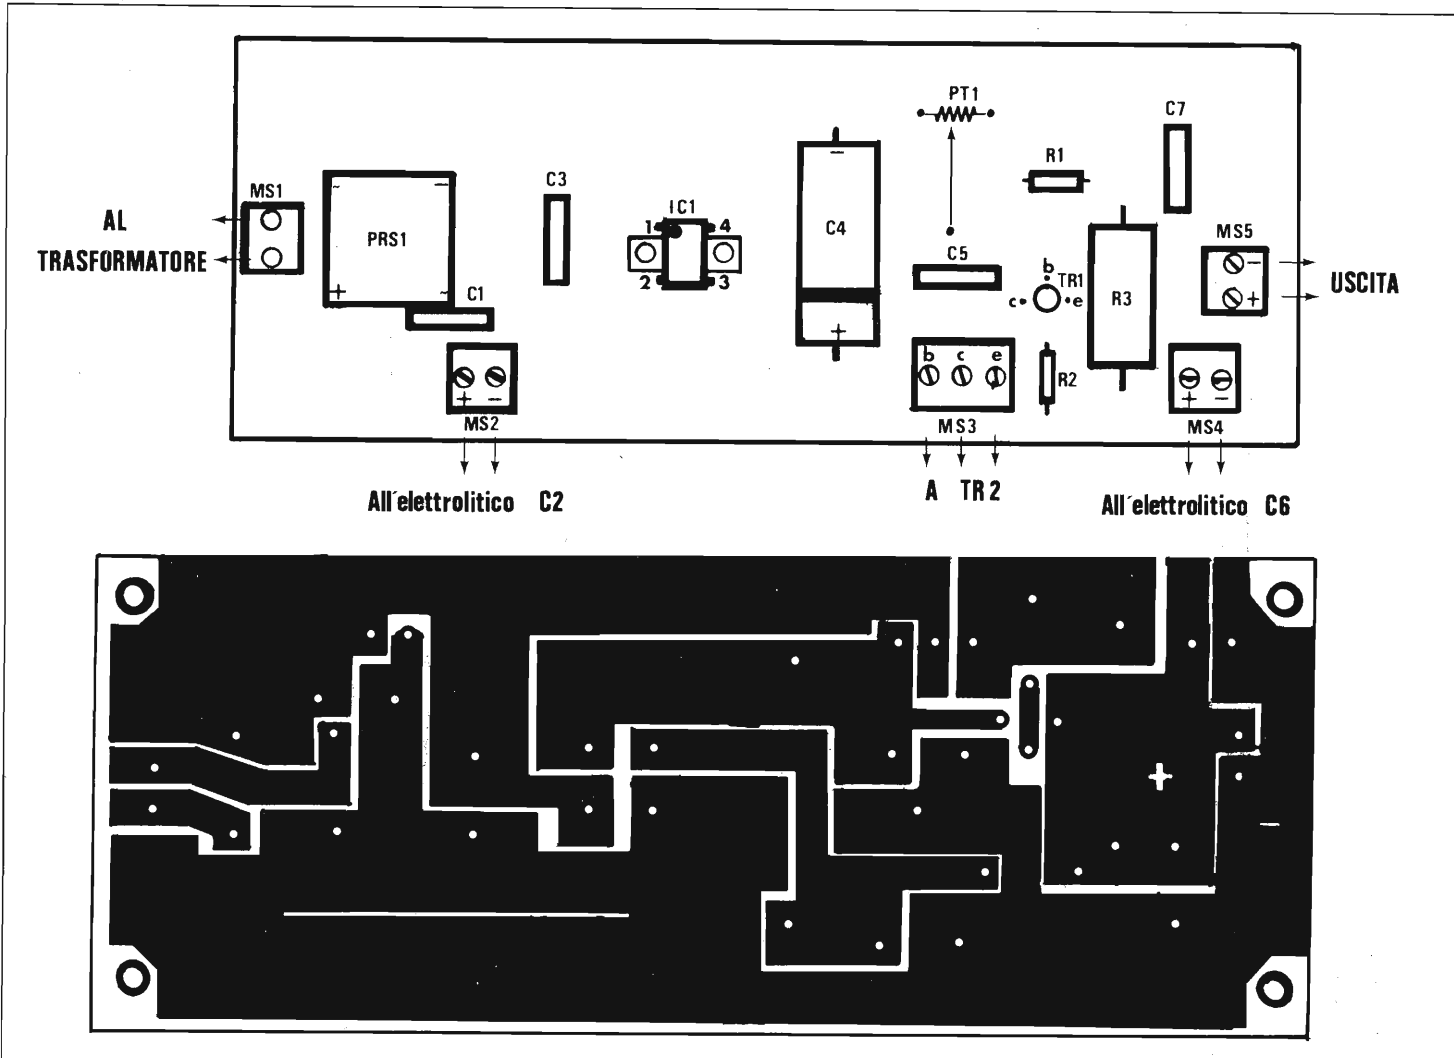 PT1
C7
R1
C3
MS1
IC1
1
4
AL
TRASFORMATORE
~
−
PRS1
−
C4
MS5
C5
b
TR1
c
e
R3
−
USCITA
2
3
+
−
C1
+
+
b
c
e
R2
+
−
MS2
MS3
+
−
MS4
All'elettrolitico C2
A TR2
All'elettrolitico C6
+
−